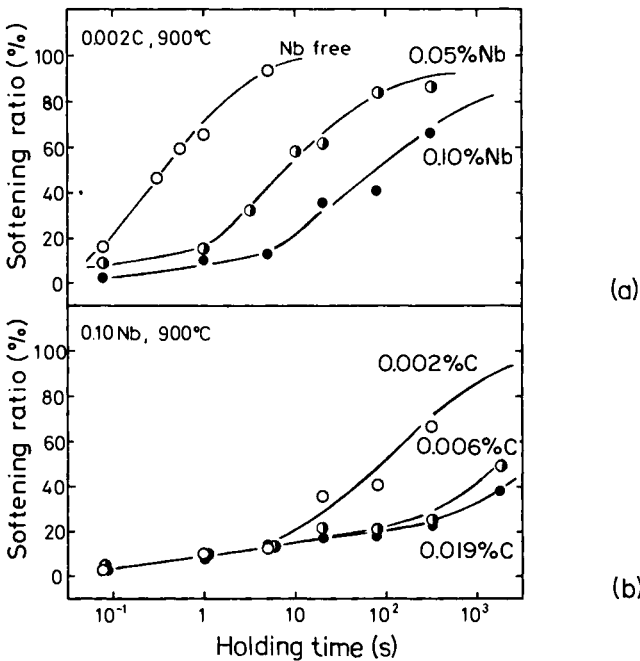 0.002C, 900°C
Nb free
0.05%Nb
0.10%Nb
100
80
60
40
20
0
Softening ratio (%)
(a)
0.10Nb, 900°C
0.002%C
0.006%C
0.019%C
100
80
60
40
20
0
Softening ratio (%)
(b)
10⁻¹ 1 10 10² 10³
Holding time (s)